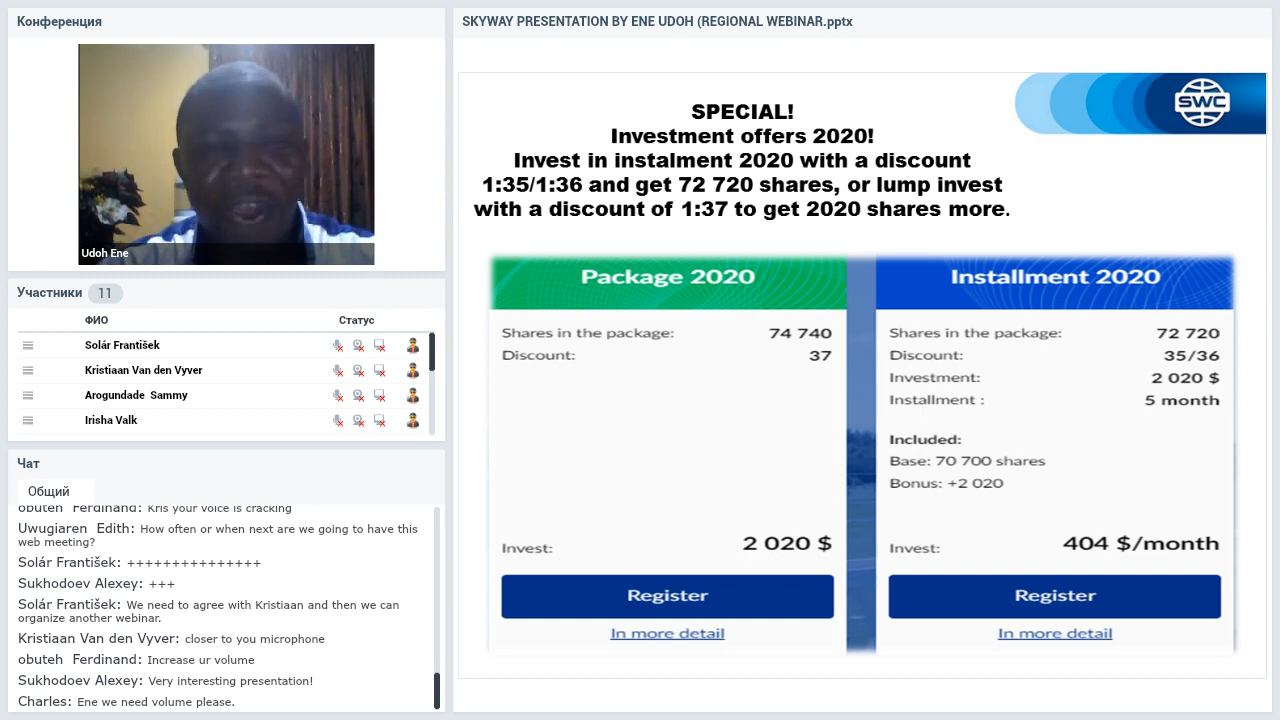 Конференция
Udoh Ene
Участники 11
ФИО Статус
Solár František
Kristiaan Van den Vyver
Arogundade Sammy
Irisha Valk
Чат
Общий
obuteh Ferdinand: Kris your voice is cracking
Uwugiaren Edith: How often or when next are we going to have this
web meeting?
Solár František: +++++++++++++++
Sukhodoev Alexey: +++
Solár František: We need to agree with Kristiaan and then we can
organize another webinar.
Kristiaan Van den Vyver: closer to you microphone
obuteh Ferdinand: Increase ur volume
Sukhodoev Alexey: Very interesting presentation!
Charles: Ene we need volume please.
SKYWAY PRESENTATION BY ENE UDOH (REGIONAL WEBINAR.pptx
SWC
SPECIAL!
Investment offers 2020!
Invest in instalment 2020 with a discount
1:35/1:36 and get 72 720 shares, or lump invest
with a discount of 1:37 to get 2020 shares more.
Package 2020
Shares in the package: 74 740
Discount: 37
Invest: 2 020 $
Register
In more detail
Installment 2020
Shares in the package: 72 720
Discount: 35/36
Investment: 2 020 $
Installment : 5 month
Included:
Base: 70 700 shares
Bonus: +2 020
Invest: 404 $/month
Register
In more detail